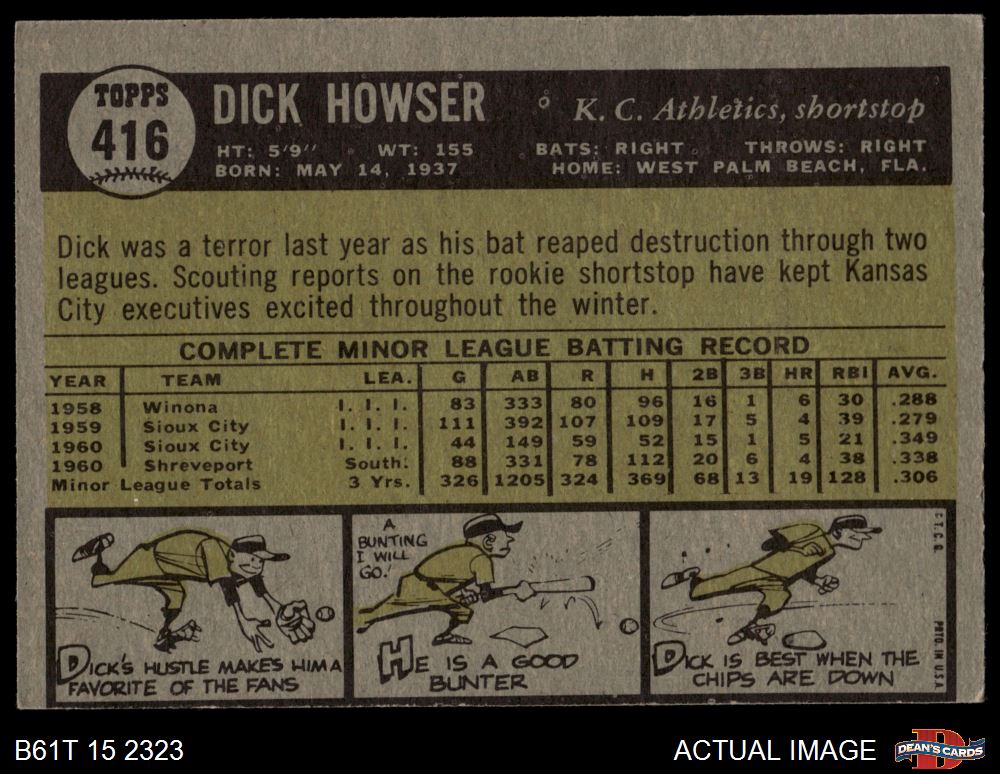 TOPPS
416
DICK HOWSER
K. C. Athletics, shortstop
HT: 5'9" WT: 155 BATS: RIGHT THROWS: RIGHT
BORN: MAY 14, 1937 HOME: WEST PALM BEACH, FLA.
Dick was a terror last year as his bat reaped destruction through two
leagues. Scouting reports on the rookie shortstop have kept Kansas
City executives excited throughout the winter.
COMPLETE MINOR LEAGUE BATTING RECORD
YEAR TEAM LEA. G AB R H 2B 3B HR RBI AVG.
1958 Winona I. I. I. 83 333 80 96 16 1 6 30 .288
1959 Sioux City I. I. I. 111 392 107 109 17 5 4 39 .279
1960 Sioux City I. I. I. 44 149 59 52 15 1 5 21 .349
1960 Shreveport South. 88 331 78 112 20 6 4 38 .338
Minor League Totals 3 Yrs. 326 1205 324 369 68 13 19 128 .306
DICK'S HUSTLE MAKES HIM A
FAVORITE OF THE FANS
A
BUNTING
I WILL
GO!
HE IS A GOOD
BUNTER
DICK IS BEST WHEN THE
CHIPS ARE DOWN
© T. C. G.
PRTD. IN U.S.A.
B61T 15 2323
ACTUAL IMAGE
D
DEAN'S CARDS